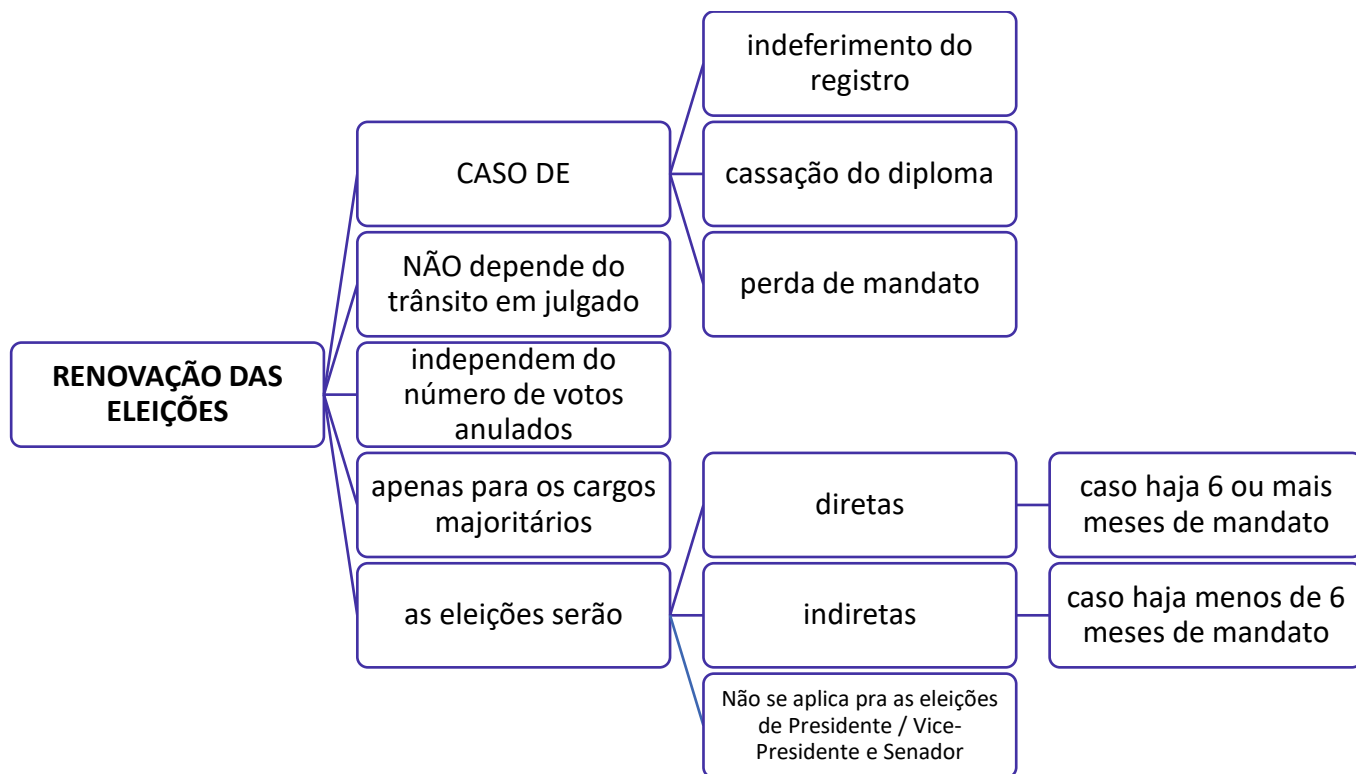 RENOVAÇÃO DAS
ELEIÇÕES
CASO DE
indeferimento do
registro
cassação do diploma
perda de mandato
NÃO depende do
trânsito em julgado
independem do
número de votos
anulados
apenas para os cargos
majoritários
as eleições serão
diretas
caso haja 6 ou mais
meses de mandato
indiretas
caso haja menos de 6
meses de mandato
Não se aplica pra as eleições
de Presidente / Vice-
Presidente e Senador